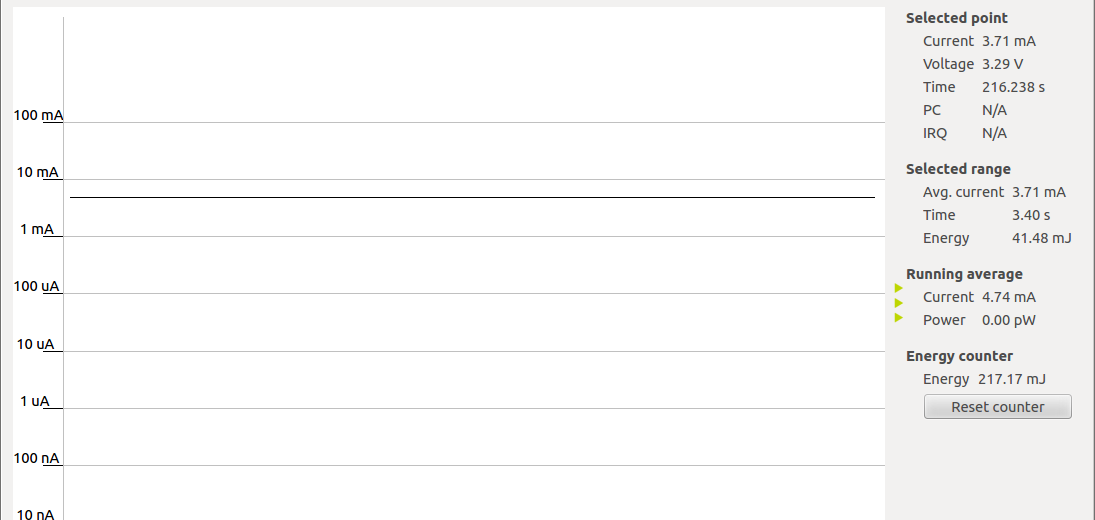 100 mA
10 mA
1 mA
100 uA
10 uA
1 uA
100 nA
10 nA
Selected point
Current 3.71 mA
Voltage 3.29 V
Time 216.238 s
PC N/A
IRQ N/A
Selected range
Avg. current 3.71 mA
Time 3.40 s
Energy 41.48 mJ
Running average
Current 4.74 mA
Power 0.00 pW
Energy counter
Energy 217.17 mJ
Reset counter